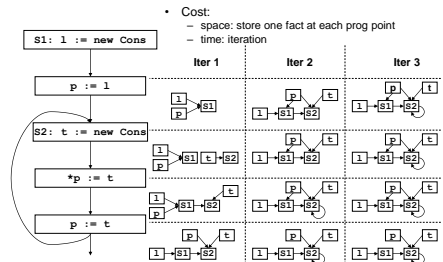 • Cost:
– space: store one fact at each prog point
– time: iteration
S1: l := new Cons
p := l
S2: t := new Cons
*p := t
p := t
Iter 1
Iter 2
Iter 3
l
p
S1
p
t
l
S1
S2
p
t
l
S1
S2
l
p
S1
t
S2
p
t
l
S1
S2
p
t
l
S1
S2
t
l
p
S1
S2
p
t
l
S1
S2
p
t
l
S1
S2
p
t
l
S1
S2
p
t
l
S1
S2
p
t
l
S1
S2